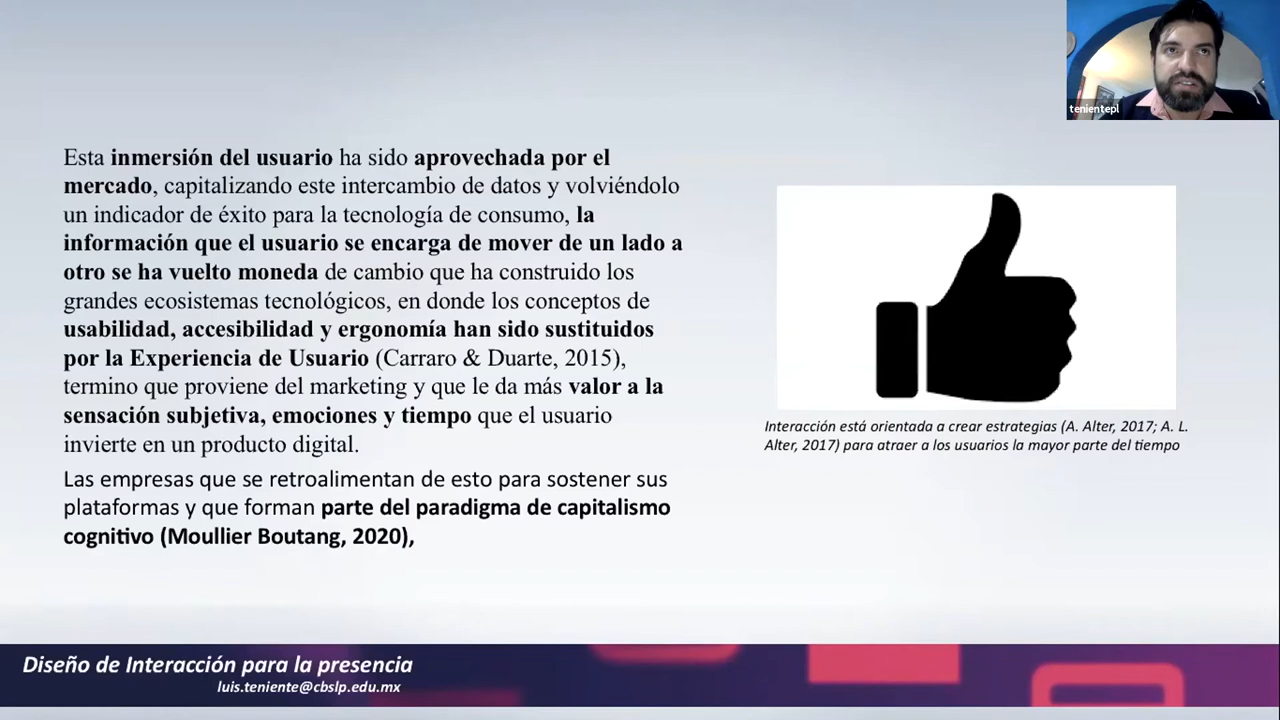 tenientepl
Esta inmersión del usuario ha sido aprovechada por el
mercado, capitalizando este intercambio de datos y volviéndolo
un indicador de éxito para la tecnología de consumo, la
información que el usuario se encarga de mover de un lado a
otro se ha vuelto moneda de cambio que ha construido los
grandes ecosistemas tecnológicos, en donde los conceptos de
usabilidad, accesibilidad y ergonomía han sido sustituidos
por la Experiencia de Usuario (Carraro & Duarte, 2015),
termino que proviene del marketing y que le da más valor a la
sensación subjetiva, emociones y tiempo que el usuario
invierte en un producto digital.
Las empresas que se retroalimentan de esto para sostener sus
plataformas y que forman parte del paradigma de capitalismo
cognitivo (Moullier Boutang, 2020),
Interacción está orientada a crear estrategias (A. Alter, 2017; A. L.
Alter, 2017) para atraer a los usuarios la mayor parte del tiempo
Diseño de Interacción para la presencia
luis.teniente@cbslp.edu.mx